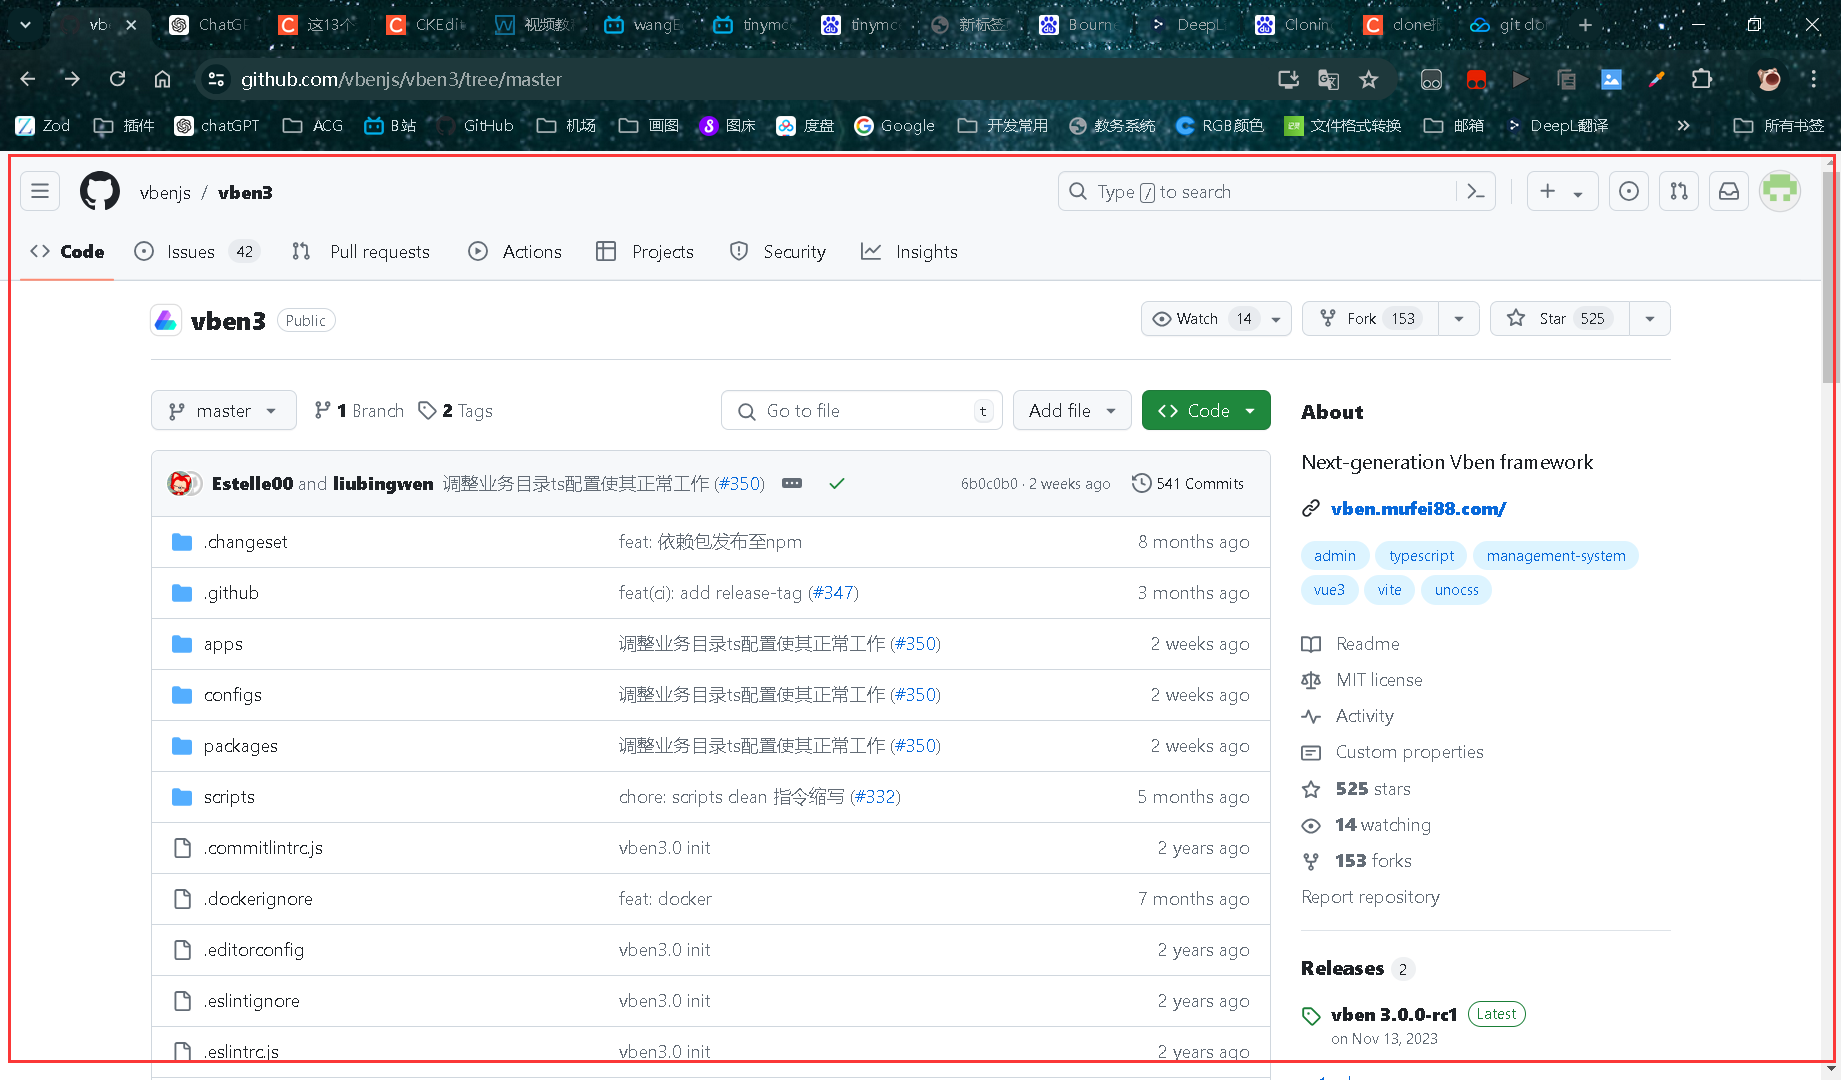 vb ChatGF 这13个 CKEdit 视频教 wangE tinymc tinymc 新标签 Bourn DeepL Clonin clone git clo
github.com/vbenjs/vben3/tree/master
Zod 插件 chatGPT ACG B站 GitHub 机场 画图 图床 度盘 Google 开发常用 教务系统 RGB颜色 文件格式转换 邮箱 DeepL翻译 » 所有书签
vbenjs / vben3 Type / to search
Code Issues 42 Pull requests Actions Projects Security Insights
vben3 Public Watch 14 Fork 153 Star 525
master 1 Branch 2 Tags Go to file t Add file Code
Estelle00 and liubingwen 调整业务目录ts配置使其正常工作 (#350) 6b0c0b0 · 2 weeks ago 541 Commits
.changeset feat: 依赖包发布至npm 8 months ago
.github feat(ci): add release-tag (#347) 3 months ago
apps 调整业务目录ts配置使其正常工作 (#350) 2 weeks ago
configs 调整业务目录ts配置使其正常工作 (#350) 2 weeks ago
packages 调整业务目录ts配置使其正常工作 (#350) 2 weeks ago
scripts chore: scripts clean 指令缩写 (#332) 5 months ago
.commitlintrc.js vben3.0 init 2 years ago
.dockerignore feat: docker 7 months ago
.editorconfig vben3.0 init 2 years ago
.eslintignore vben3.0 init 2 years ago
.eslintrc.js vben3.0 init 2 years ago
About
Next-generation Vben framework
vben.mufei88.com/
admin typescript management-system
vue3 vite unocss
Readme
MIT license
Activity
Custom properties
525 stars
14 watching
153 forks
Report repository
Releases 2
vben 3.0.0-rc1 Latest
on Nov 13, 2023